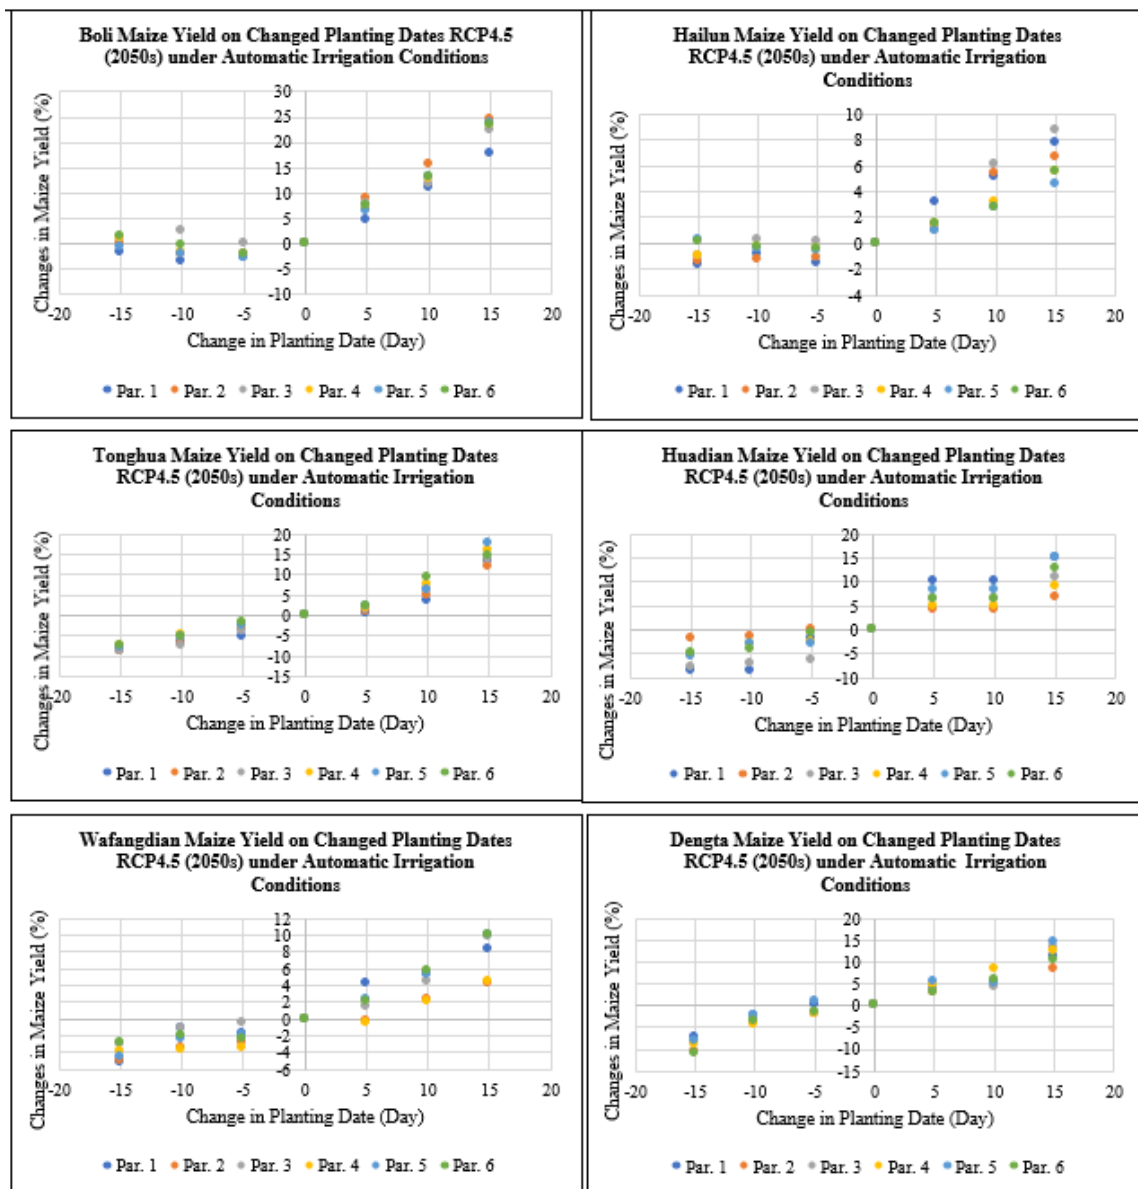 Boli Maize Yield on Changed Planting Dates RCP4.5
(2050s) under Automatic Irrigation Conditions
Changes in Maize Yield (%)
30
25
20
15
10
5
0
-5
-10
-20 -15 -10 -5 0 5 10 15 20
Change in Planting Date (Day)
Par. 1 Par. 2 Par. 3 Par. 4 Par. 5 Par. 6
Hailun Maize Yield on Changed Planting Dates
RCP4.5 (2050s) under Automatic Irrigation
Conditions
Changes in Maize Yield (%)
10
8
6
4
2
0
-2
-4
-20 -15 -10 -5 0 5 10 15 20
Change in Planting Date (Day)
Par. 1 Par. 2 Par. 3 Par. 4 Par. 5 Par. 6
Tonghua Maize Yield on Changed Planting Dates
RCP4.5 (2050s) under Automatic Irrigation
Conditions
Changes in Maize Yield (%)
20
15
10
5
0
-5
-10
-15
-20 -15 -10 -5 0 5 10 15 20
Change in Planting Date (Day)
Par. 1 Par. 2 Par. 3 Par. 4 Par. 5 Par. 6
Huadian Maize Yield on Changed Planting Dates
RCP4.5 (2050s) under Automatic Irrigation
Conditions
Changes in Maize Yield (%)
20
15
10
5
0
-5
-10
-20 -15 -10 -5 0 5 10 15 20
Change in Planting Date (Day)
Par. 1 Par. 2 Par. 3 Par. 4 Par. 5 Par. 6
Wafangdian Maize Yield on Changed Planting Dates
RCP4.5 (2050s) under Automatic Irrigation
Conditions
Changes in Maize Yield (%)
12
10
8
6
4
2
0
-2
-4
-6
-20 -15 -10 -5 0 5 10 15 20
Change in Planting Date (Day)
Par. 1 Par. 2 Par. 3 Par. 4 Par. 5 Par. 6
Dengta Maize Yield on Changed Planting Dates
RCP4.5 (2050s) under Automatic Irrigation
Conditions
Changes in Maize Yield (%)
20
15
10
5
0
-5
-10
-15
-20 -15 -10 -5 0 5 10 15 20
Change in Planting Date (Day)
Par. 1 Par. 2 Par. 3 Par. 4 Par. 5 Par. 6